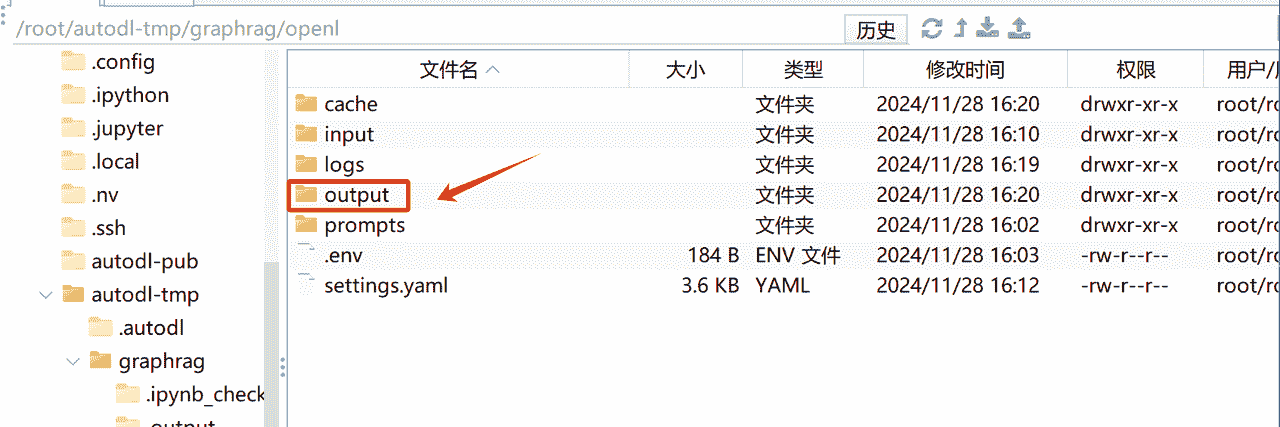 /root/autodl-tmp/graphrag/openl 历史
.config
.ipython
.jupyter
.local
.nv
.ssh
autodl-pub
autodl-tmp
.autodl
graphrag
.ipynb_check
文件名 大小 类型 修改时间 权限
cache 文件夹 2024/11/28 16:20 drwxr-xr-x
input 文件夹 2024/11/28 16:10 drwxr-xr-x
logs 文件夹 2024/11/28 16:19 drwxr-xr-x
output 文件夹 2024/11/28 16:20 drwxr-xr-x
prompts 文件夹 2024/11/28 16:02 drwxr-xr-x
.env 184 B ENV 文件 2024/11/28 16:03 -rw-r--r--
settings.yaml 3.6 KB YAML 2024/11/28 16:12 -rw-r--r--